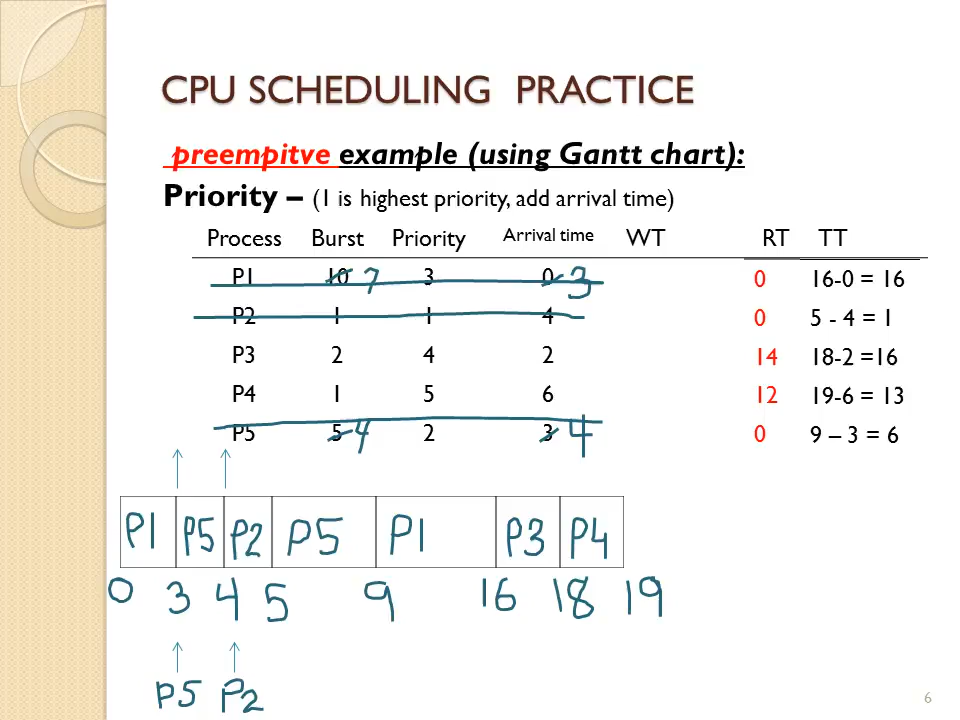 CPU SCHEDULING PRACTICE
preempitve example (using Gantt chart):
Priority – (1 is highest priority, add arrival time)
Process Burst Priority Arrival time WT RT TT
P1 10 7 3 0 3 0 16-0 = 16
P2 1 1 4 0 5 - 4 = 1
P3 2 4 2 14 18-2 =16
P4 1 5 6 12 19-6 = 13
P5 5 4 2 3 4 0 9 – 3 = 6
P1 P5 P2 P5 P1 P3 P4
0 3 4 5 9 16 18 19
P5 P2
6